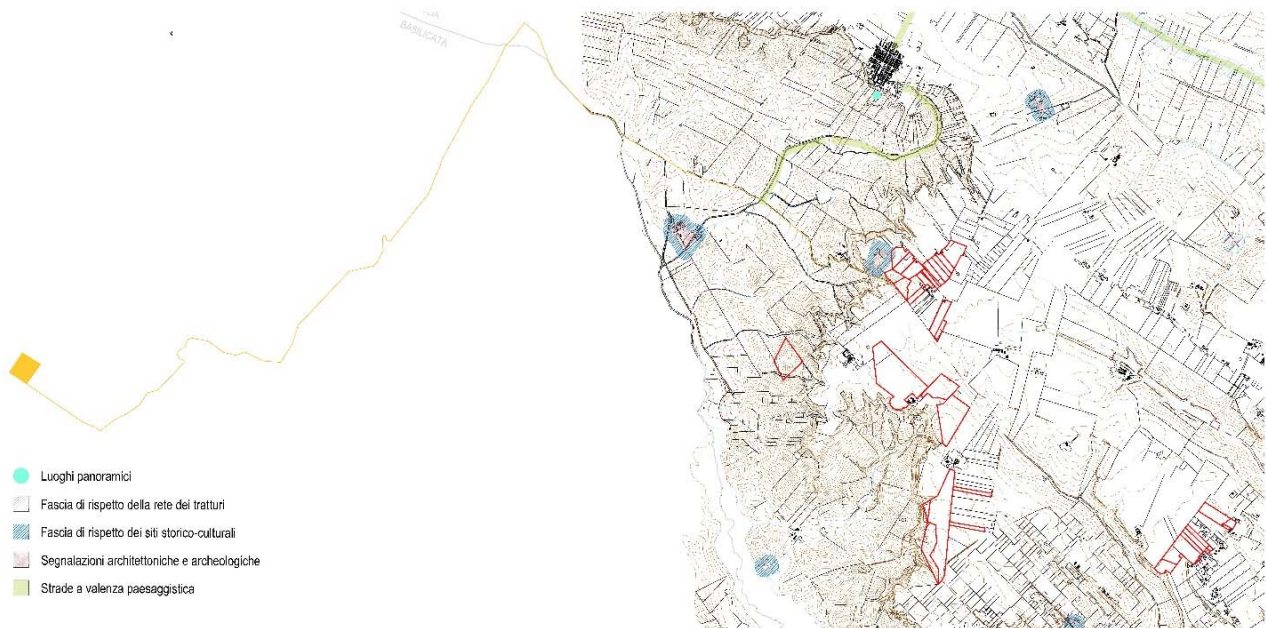 BASILICATA
Luoghi panoramici
Fascia di rispetto della rete dei tratturi
Fascia di rispetto dei siti storico-culturali
Segnalazioni architettoniche e archeologiche
Strade a valenza paesaggistica